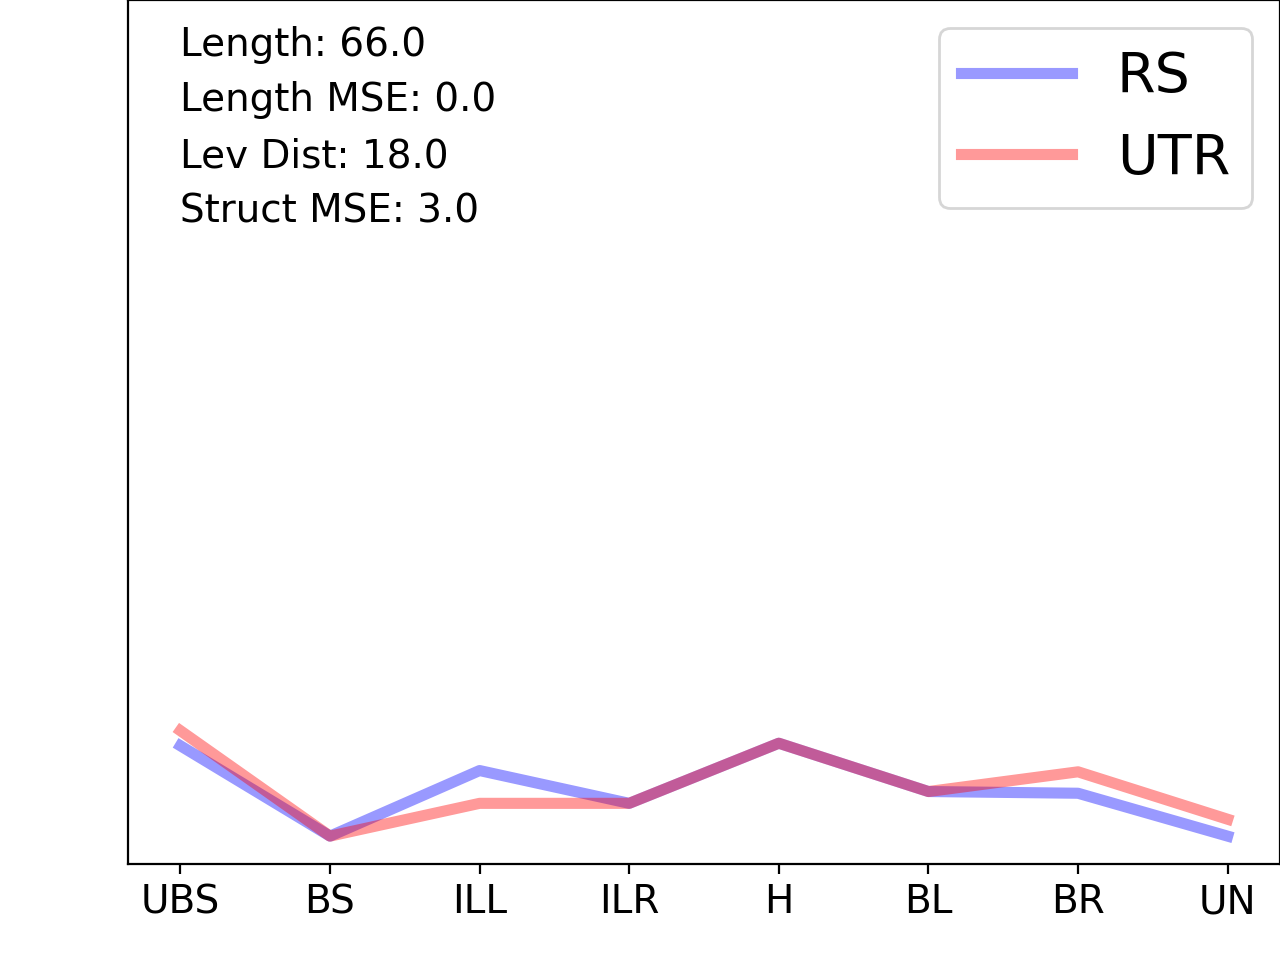 Length: 66.0
Length MSE: 0.0
Lev Dist: 18.0
Struct MSE: 3.0
RS
UTR
UBS BS ILL ILR H BL BR UN